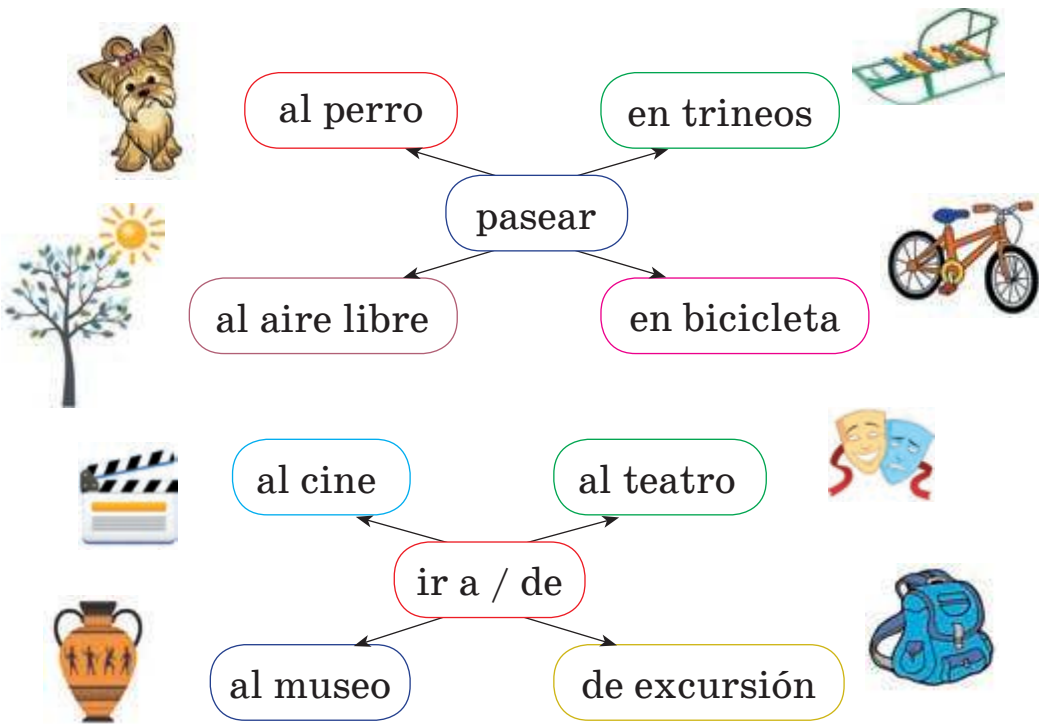 al perro
en trineos
pasear
al aire libre
en bicicleta
al cine
al teatro
ir a / de
al museo
de excursión